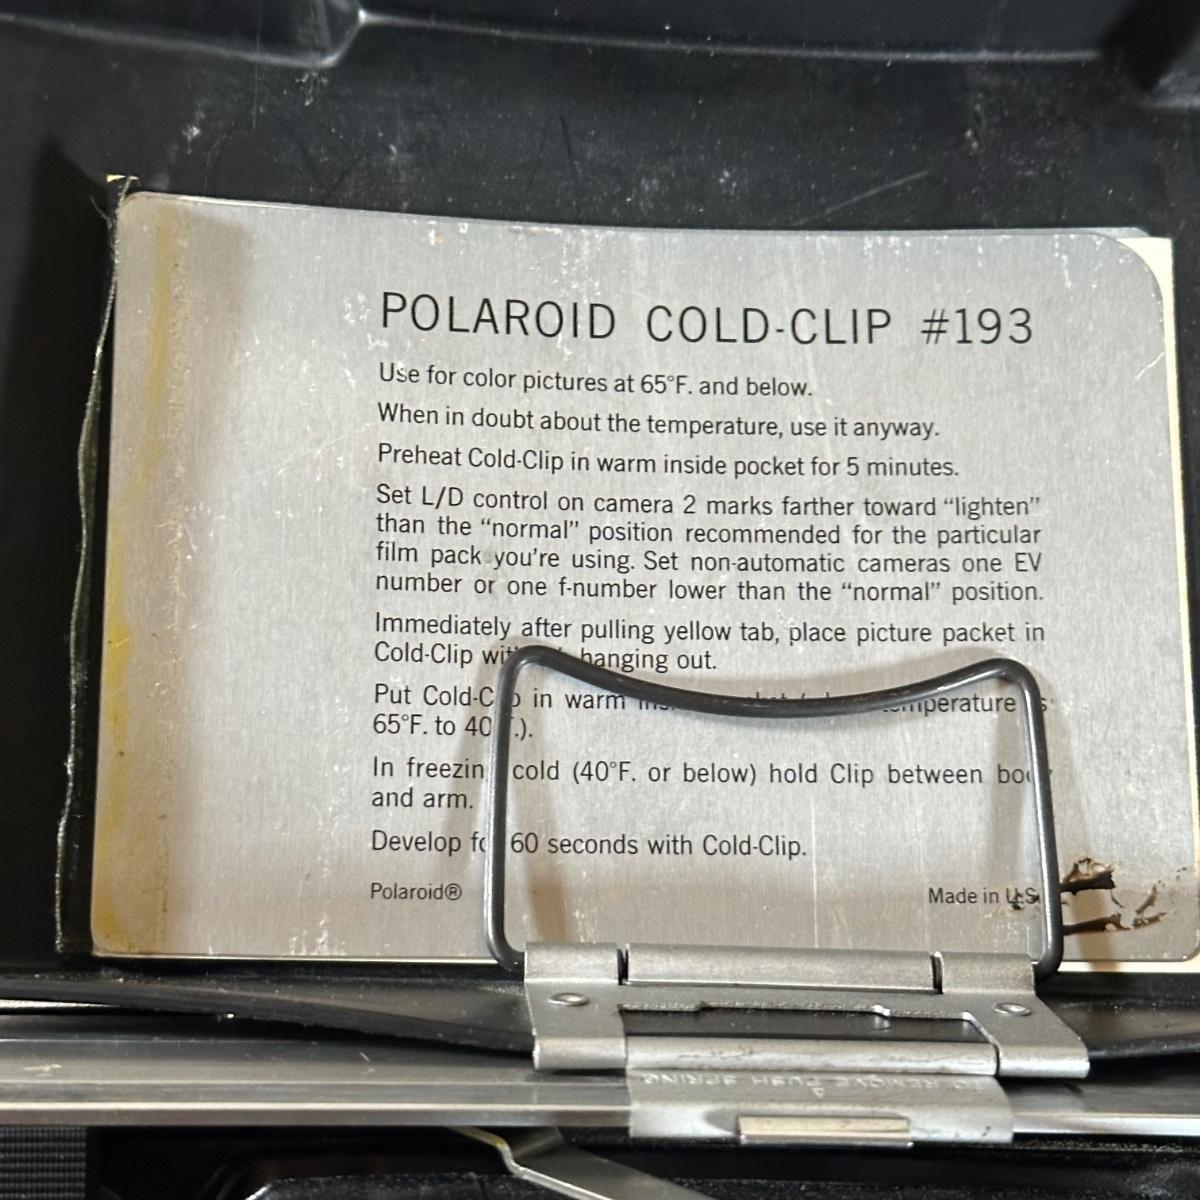 POLAROID COLD-CLIP #193
Use for color pictures at 65°F. and below.
When in doubt about the temperature, use it anyway.
Preheat Cold-Clip in warm inside pocket for 5 minutes.
Set L/D control on camera 2 marks farther toward “lighten”
than the “normal” position recommended for the particular
film pack you're using. Set non-automatic cameras one EV
number or one f-number lower than the “normal” position.
Immediately after pulling yellow tab, place picture packet in
Cold-Clip hanging out.
Put in warm temperature
65°F. to 40
cold (40°F. or below) hold Clip between
and arm.
Develop 60 seconds with Cold-Clip.
Polaroid® Made in U.S.
TO REMOVE PUSH SPRING